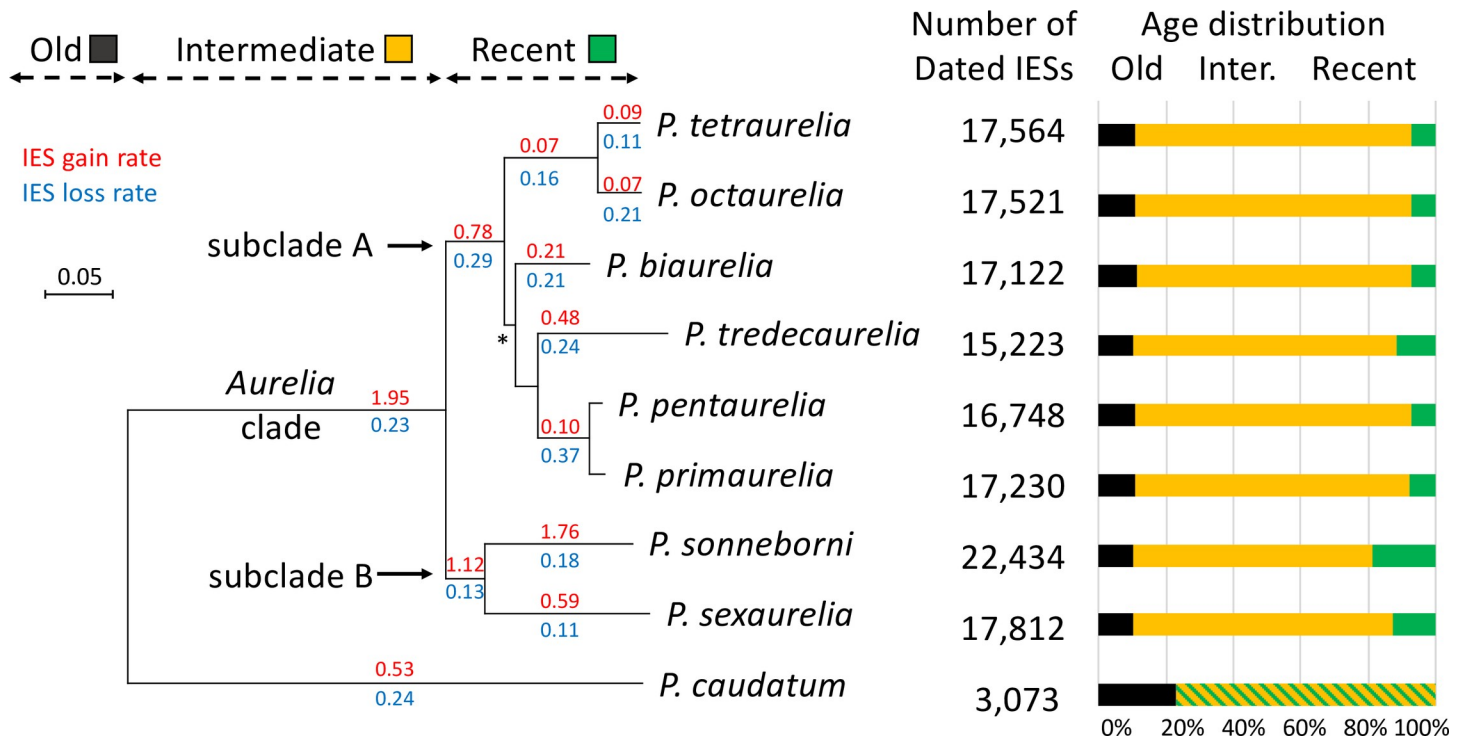 Old Intermediate Recent
Number of
Dated IESs
Age distribution
Old Inter. Recent
IES gain rate
IES loss rate
0.05
subclade A
Aurelia
clade
subclade B
*
0.09
0.11
P. tetraurelia
17,564
0.07
0.16
0.07
0.21
P. octaurelia
17,521
0.78
0.29
0.21
0.21
P. biaurelia
17,122
0.48
0.24
P. tredecaurelia
15,223
1.95
0.23
P. pentaurelia
16,748
0.10
0.37
P. primaurelia
17,230
1.76
0.18
P. sonneborni
22,434
1.12
0.13
0.59
0.11
P. sexaurelia
17,812
0.53
0.24
P. caudatum
3,073
0% 20% 40% 60% 80% 100%